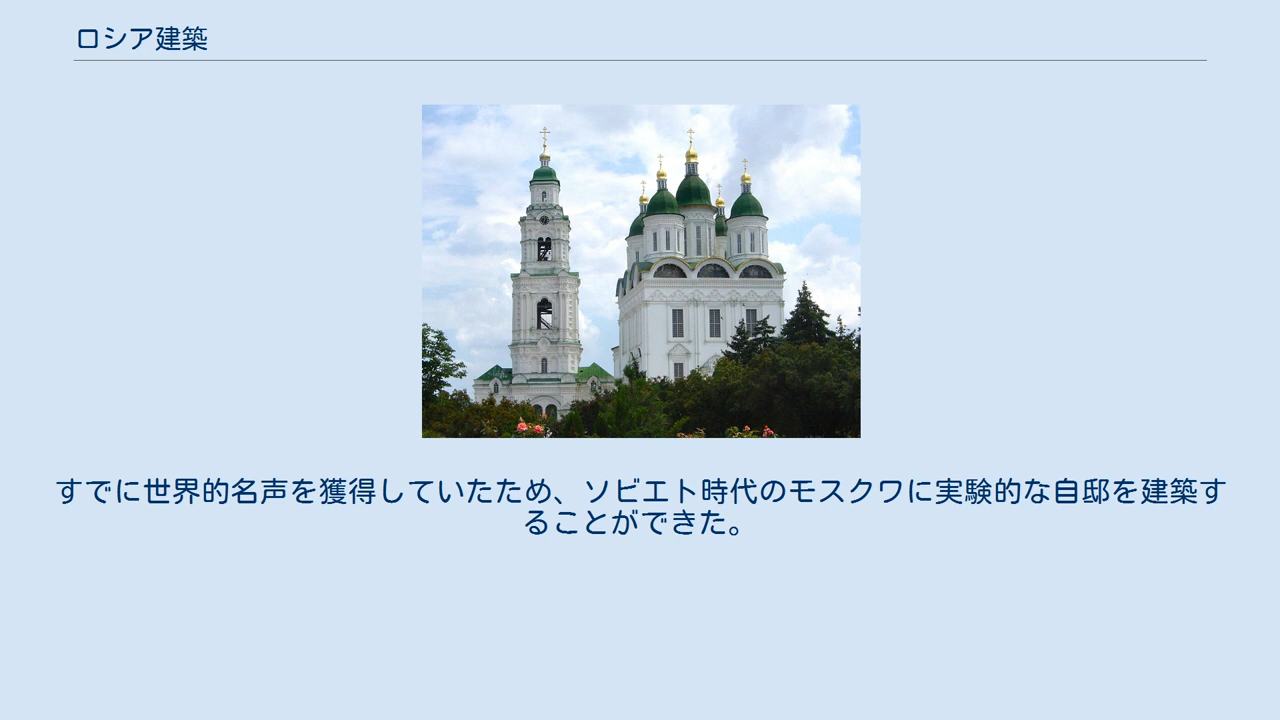 ロシア建築
すでに世界的名声を獲得していたため、ソビエト時代のモスクワに実験的な自邸を建築す
ることができた。